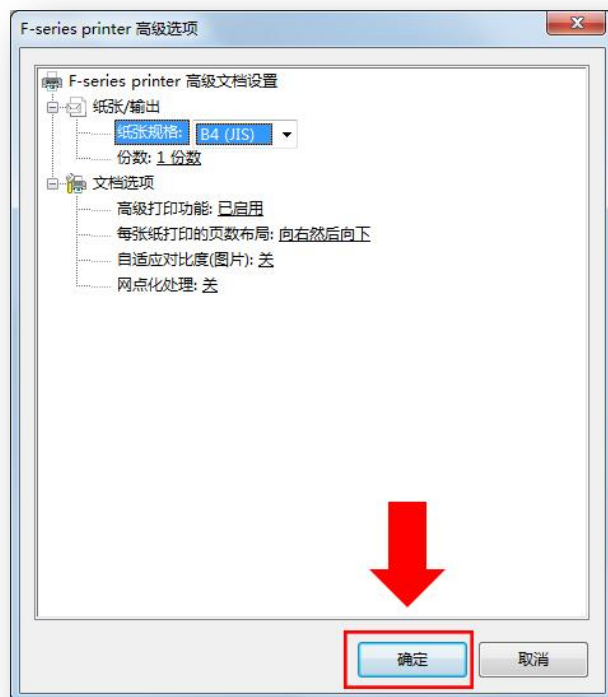 F-series printer 高级选项
F-series printer 高级文档设置
纸张/输出
纸张规格: B4 (JIS)
份数: 1 份数
文档选项
高级打印功能: 已启用
每张纸打印的页数布局: 向右然后向下
自适应对比度(图片): 关
网点化处理: 关
确定 取消